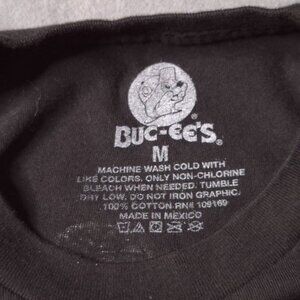 ®
BUC-EE'S®
M
MACHINE WASH COLD WITH
LIKE COLORS. ONLY NON-CHLORINE
BLEACH WHEN NEEDED. TUMBLE
DRY LOW. DO NOT IRON GRAPHIC.
100% COTTON RN# 109169
MADE IN MEXICO